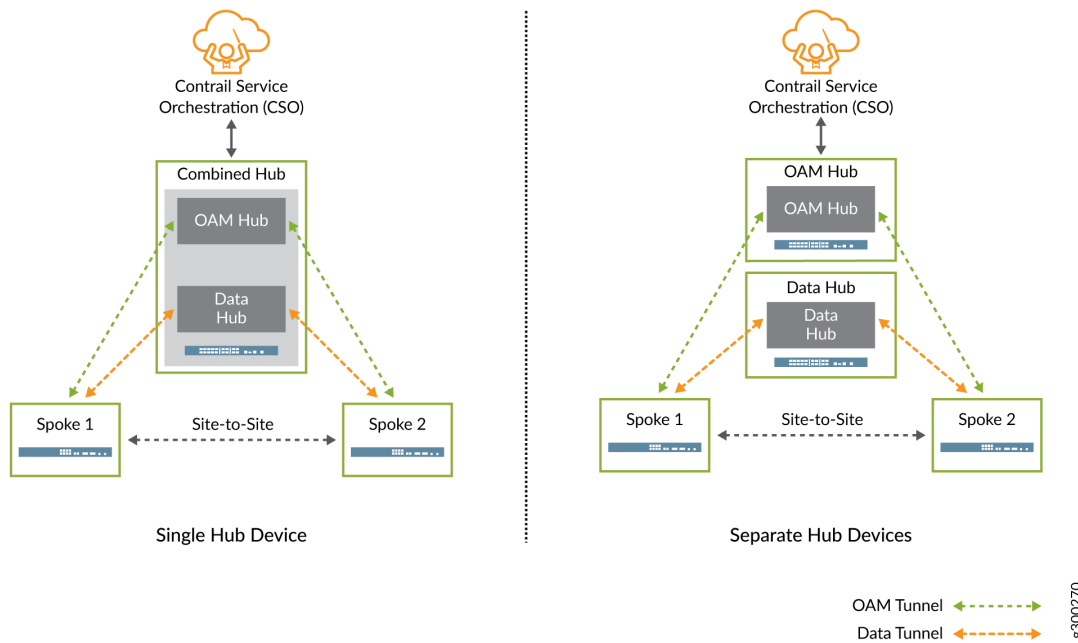 Contrail Service
Orchestration (CSO)
Combined Hub
OAM Hub
Data
Hub
Spoke 1
Site-to-Site
Spoke 2
Single Hub Device
Contrail Service
Orchestration (CSO)
OAM Hub
OAM Hub
Data Hub
Data
Hub
Spoke 1
Site-to-Site
Spoke 2
Separate Hub Devices
OAM Tunnel
Data Tunnel
g300270